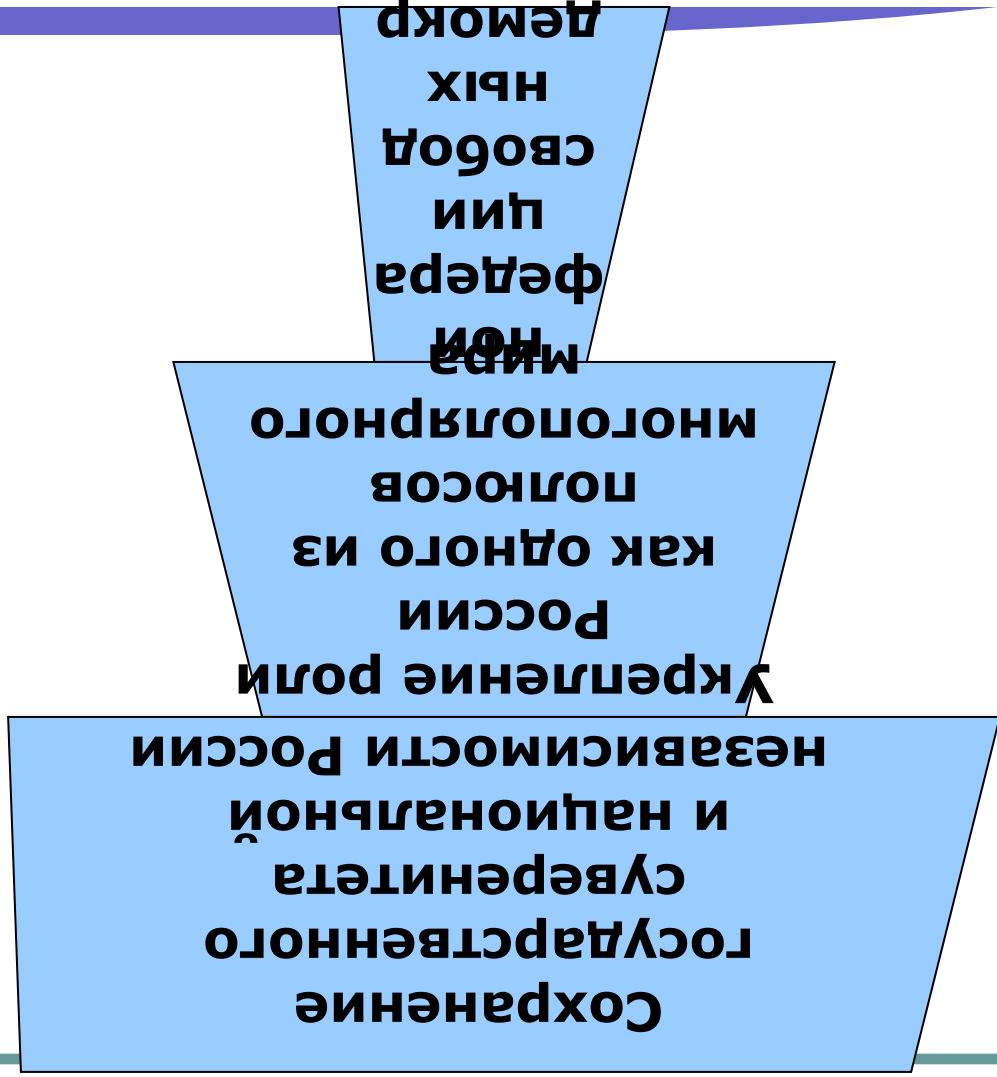 Сохранение
государственного
суверенитета
и национальной
независимости России
Укрепление роли
России
как одного из
полюсов
многополярного
мира
ной
федера
ции
свобод
ных
демокр